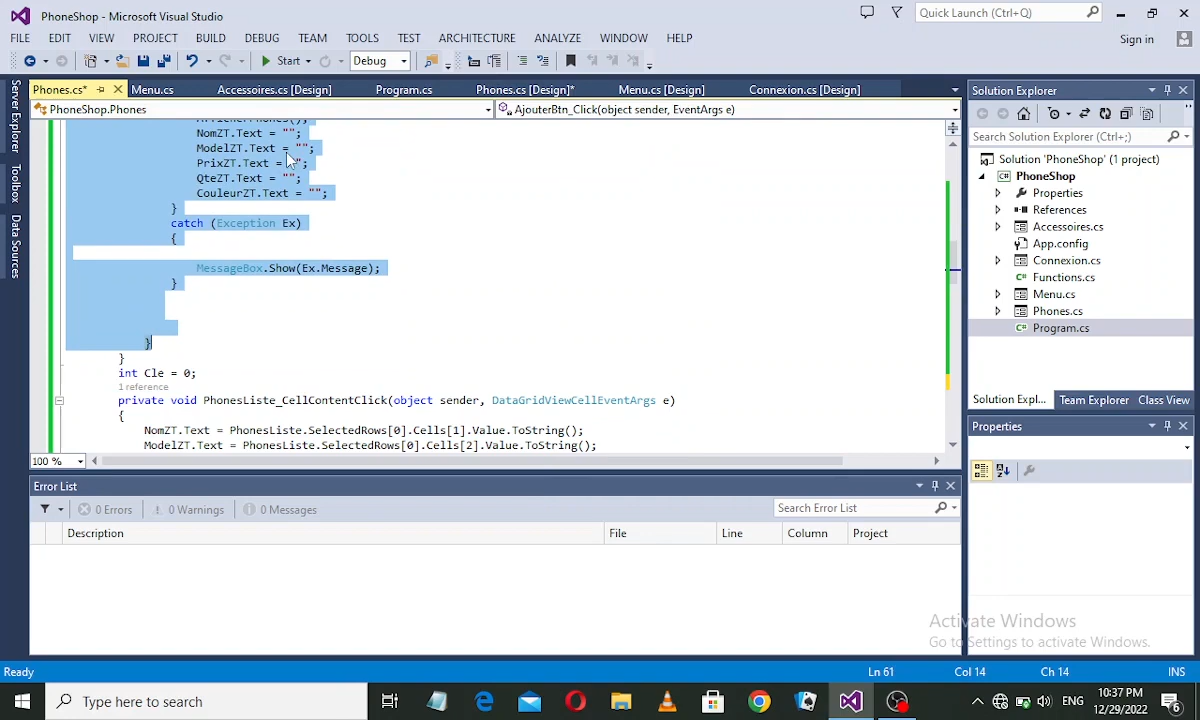 PhoneShop - Microsoft Visual Studio
Quick Launch (Ctrl+Q)
FILE EDIT VIEW PROJECT BUILD DEBUG TEAM TOOLS TEST ARCHITECTURE ANALYZE WINDOW HELP
Sign in
Start Debug
Phones.cs* Menu.cs Accessoires.cs [Design] Program.cs Phones.cs [Design]* Menu.cs [Design] Connexion.cs [Design]
PhoneShop.Phones
AjouterBtn_Click(object sender, EventArgs e)
Server Explorer
Toolbox
Data Sources
AfficherPhones();
NomZT.Text = "";
ModelZT.Text = "";
PrixZT.Text = "";
QteZT.Text = "";
CouleurZT.Text = "";
}
catch (Exception Ex)
{
MessageBox.Show(Ex.Message);
}
}
}
int Cle = 0;
1 reference
private void PhonesListe_CellContentClick(object sender, DataGridViewCellEventArgs e)
{
NomZT.Text = PhonesListe.SelectedRows[0].Cells[1].Value.ToString();
ModelZT.Text = PhonesListe.SelectedRows[0].Cells[2].Value.ToString();
100 %
Solution Explorer
Search Solution Explorer (Ctrl+;)
Solution 'PhoneShop' (1 project)
PhoneShop
Properties
References
Accessoires.cs
App.config
Connexion.cs
Functions.cs
Menu.cs
Phones.cs
Program.cs
Solution Expl... Team Explorer Class View
Properties
Error List
0 Errors 0 Warnings 0 Messages
Search Error List
Description File Line Column Project
Activate Windows
Go to Settings to activate Windows.
Ready Ln 61 Col 14 Ch 14 INS
Type here to search
ENG
10:37 PM
12/29/2022
6